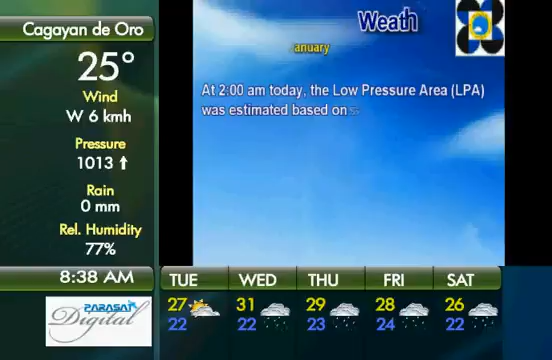 Cagayan de Oro
25°
Wind
W 6 kmh
Pressure
1013
Rain
0 mm
Rel. Humidity
77%
8:38 AM
PARASAT
Digital
Weath
anuary
At 2:00 am today, the Low Pressure Area (LPA)
was estimated based on
TUE WED THU FRI SAT
27 31 29 28 26
22 22 23 24 22